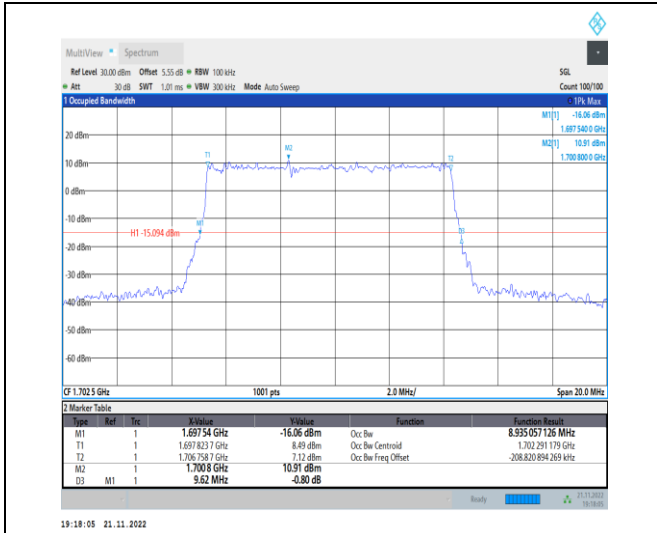 MultiView Spectrum
Ref Level 30.00 dBm Offset 5.55 dB RBW 100 kHz SGL
Att 30 dB SWT 1.01 ms VBW 300 kHz Mode Auto Sweep Count 100/100
1 Occupied Bandwidth 1Pk Max
M1[1] -16.06 dBm
1.697 540 0 GHz
M2[1] 10.91 dBm
1.700 800 0 GHz
20 dBm
M2
T1
T2
10 dBm
0 dBm
-10 dBm
M1
D3
H1 -15.094 dBm
-20 dBm
-30 dBm
-40 dBm
-50 dBm
-60 dBm
CF 1.702 5 GHz 1001 pts 2.0 MHz/ Span 20.0 MHz
2 Marker Table
Type Ref Trc X-Value Y-Value Function Function Result
M1 1 1.697 54 GHz -16.06 dBm Occ Bw 8.935 057 126 MHz
T1 1 1.697 823 7 GHz 8.49 dBm Occ Bw Centroid 1.702 291 179 GHz
T2 1 1.706 758 7 GHz 7.12 dBm Occ Bw Freq Offset -208.820 894 269 kHz
M2 1 1.700 8 GHz 10.91 dBm
D3 M1 1 9.62 MHz -0.80 dB
Ready 21.11.2022
19:18:05
19:18:05 21.11.2022